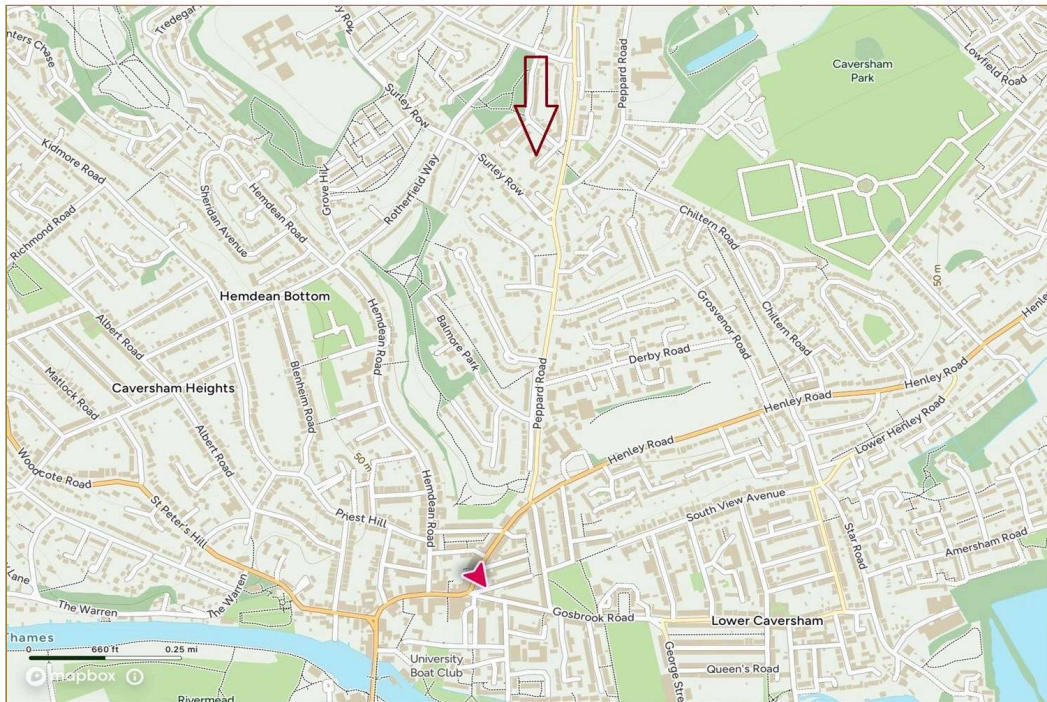 Tredegar
Row
nters Chase
Lowfield Road
Caversham
Park
Peppard Road
Surley Row
Kidmore Road
Grove Hill
Rotherfield Way
Surley Row
Sheridan Avenue
Hemdean Road
Richmond Road
Chiltern Road
50 m
Hemdean Bottom
Henle
Albert Road
Hemdean Road
Balmore Park
Grosvenor Road
Chiltern Road
Derby Road
Caversham Heights
Matlock Road
Blenheim Road
Peppard Road
Henley Road
Henley Road
Lower Henley Road
Albert Road
Henley Road
50 m
Woodcote Road
Hemdean Road
St Peter's Hill
Priest Hill
South View Avenue
Star Road
Amersham Road
Lane
The Warren
The Warren
Gosbrook Road
Lower Caversham
Thames
0 660 ft 0.25 mi
University
Boat Club
George Stre
Queen's Road
mapbox
Rivermead